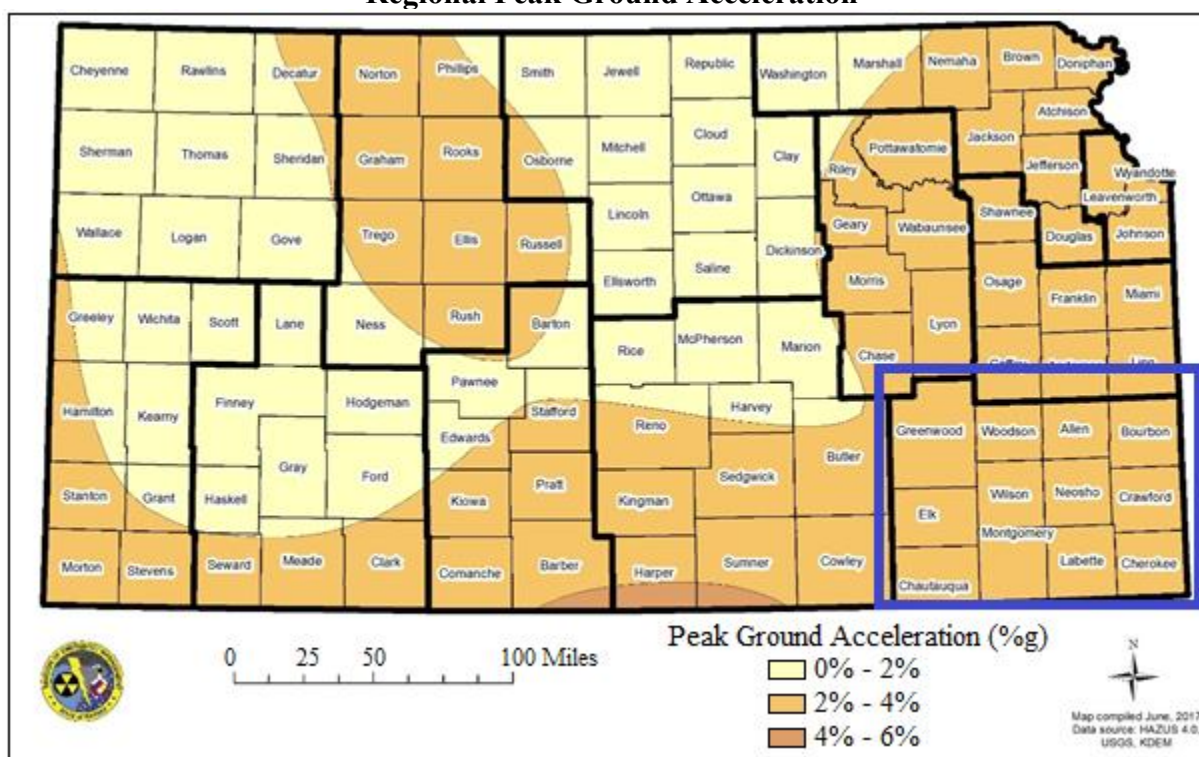 Regional Peak Ground Acceleration
Cheyenne Rawlins Decatur Norton Phillips Smith Jewell Republic Washington Marshall Nemaha Brown Doniphan
Atchison
Sherman Thomas Sheridan Graham Rooks Osborne Mitchell Cloud Clay Riley Pottawatomie Jackson Jefferson
Wyandotte
Leavenworth
Wallace Logan Gove Trego Ellis Russell Lincoln Ottawa Dickinson Geary Wabaunsee Shawnee Douglas Johnson
Ellsworth Saline Morris Osage Franklin Miami
Greeley Wichita Scott Lane Ness Rush Barton Lyon
Rice McPherson Marion Chase
Pawnee
Hamilton Kearny Finney Hodgeman Stafford Reno Harvey
Edwards Greenwood Woodson Allen Bourbon
Gray Ford Sedgwick Butler
Stanton Grant Haskell Kiowa Pratt Kingman Wilson Neosho Crawford
Elk
Montgomery
Morton Stevens Seward Meade Clark Comanche Barber Harper Sumner Cowley Labette Cherokee
Chautauqua
0 25 50 100 Miles
Peak Ground Acceleration (%g)
0% - 2%
2% - 4%
4% - 6%
N
Map compiled June, 2017
Data source: HAZUS 4.0,
USGS, KDEM